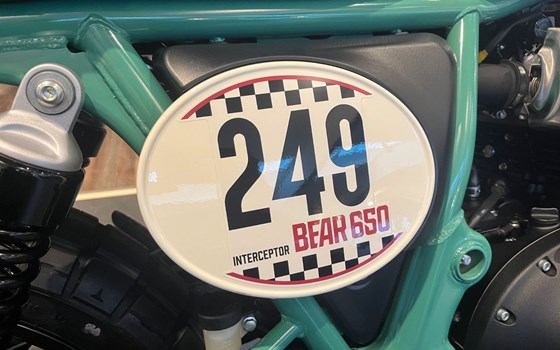 249
BEAR 650
INTERCEPTOR